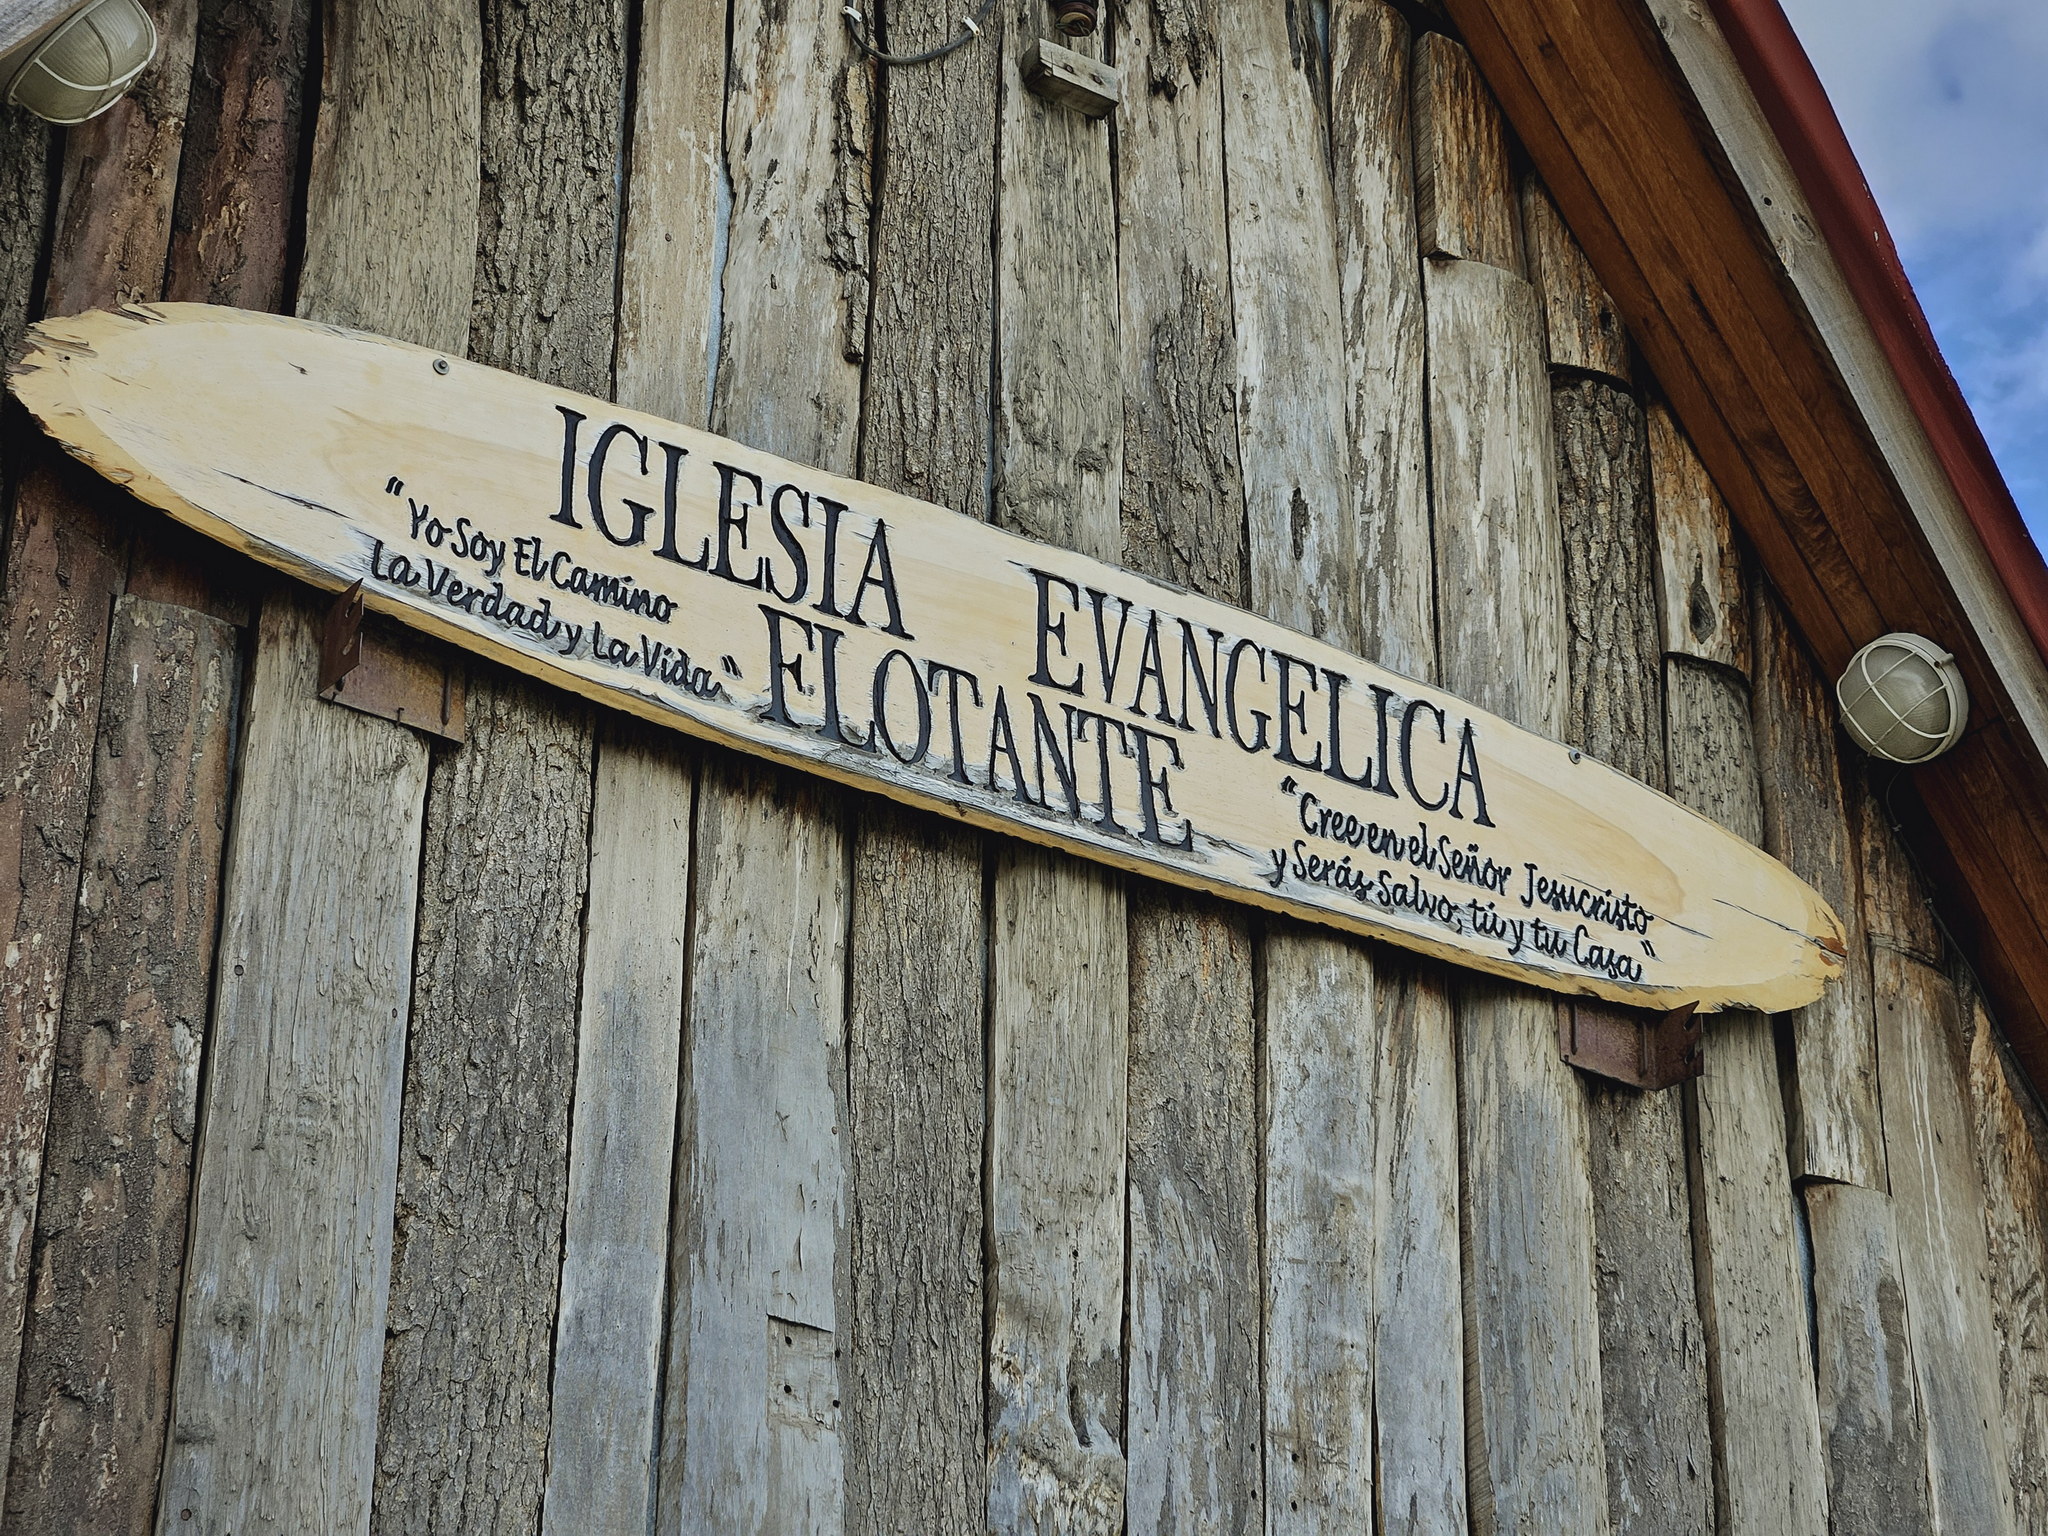 IGLESIA EVANGELICA
FLOTANTE
"Yo Soy El Camino
La Verdad y La Vida"
"Cree en el Señor Jesucristo
y Serás Salvo; tú y tu Casa"